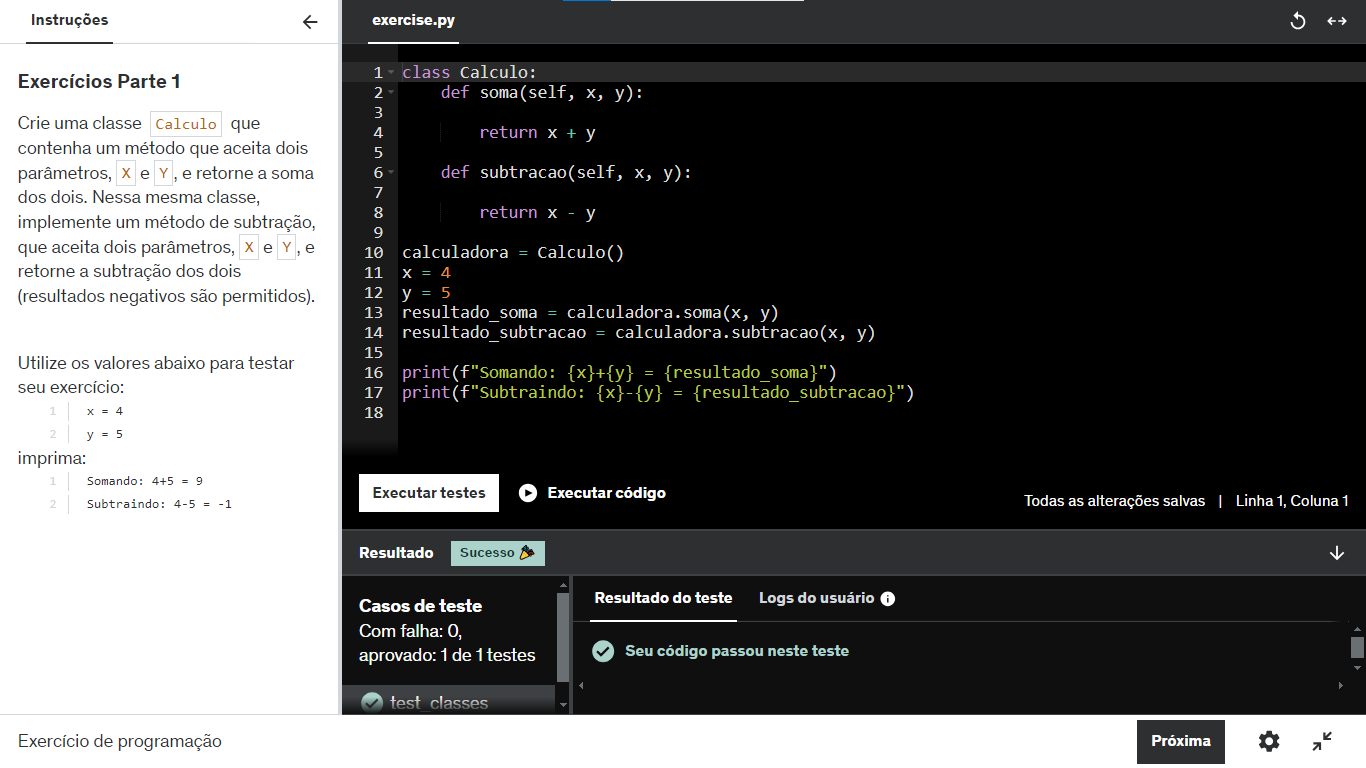 Instruções
Exercícios Parte 1
Crie uma classe Calculo que
contenha um método que aceita dois
parâmetros, X e Y, e retorne a soma
dos dois. Nessa mesma classe,
implemente um método de subtração,
que aceita dois parâmetros, X e Y, e
retorne a subtração dos dois
(resultados negativos são permitidos).
Utilize os valores abaixo para testar
seu exercício:
1 x = 4
2 y = 5
imprima:
1 Somando: 4+5 = 9
2 Subtraindo: 4-5 = -1
exercise.py
1 class Calculo:
2     def soma(self, x, y):
3
4         return x + y
5
6     def subtracao(self, x, y):
7
8         return x - y
9
10 calculadora = Calculo()
11 x = 4
12 y = 5
13 resultado_soma = calculadora.soma(x, y)
14 resultado_subtracao = calculadora.subtracao(x, y)
15
16 print(f"Somando: {x}+{y} = {resultado_soma}")
17 print(f"Subtraindo: {x}-{y} = {resultado_subtracao}")
18
Executar testes Executar código Todas as alterações salvas | Linha 1, Coluna 1
Resultado Sucesso
Casos de teste
Com falha: 0,
aprovado: 1 de 1 testes
test_classes
Resultado do teste Logs do usuário
Seu código passou neste teste
Exercício de programação Próxima